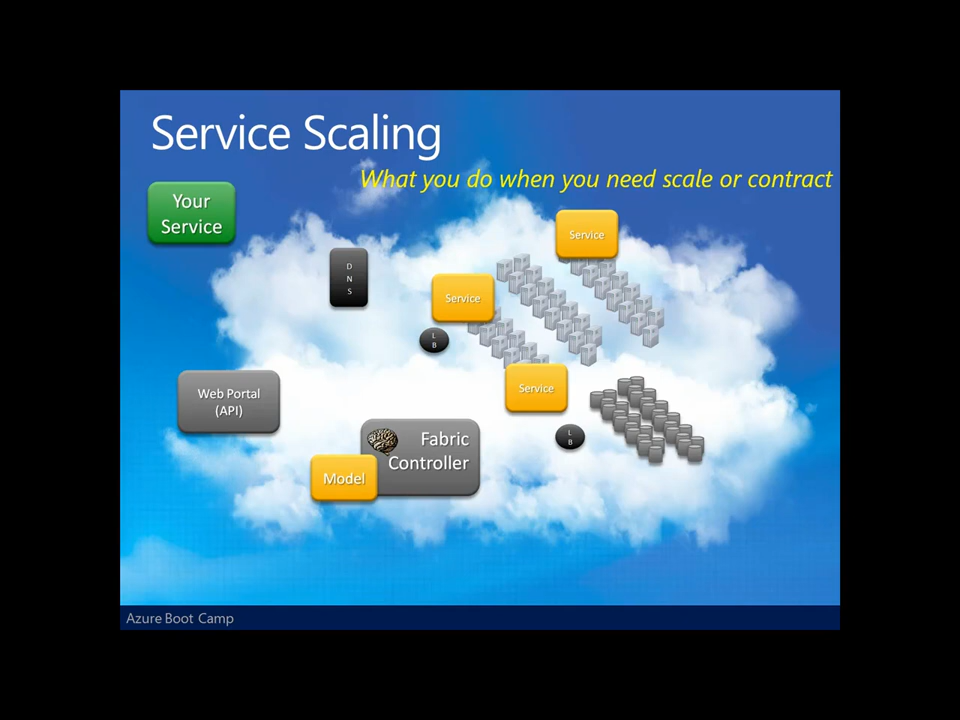 Service Scaling
What you do when you need scale or contract
Your
Service
Service
D
N
S
Service
L
B
Service
Web Portal
(API)
L
B
Fabric
Controller
Model
Azure Boot Camp